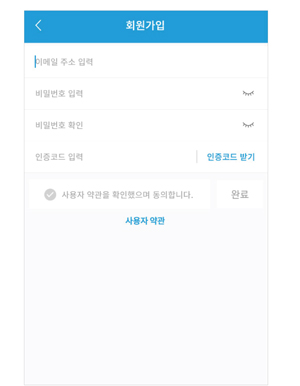 회원가입
이메일 주소 입력
비밀번호 입력
비밀번호 확인
인증코드 입력 인증코드 받기
사용자 약관을 확인했으며 동의합니다. 완료
사용자 약관